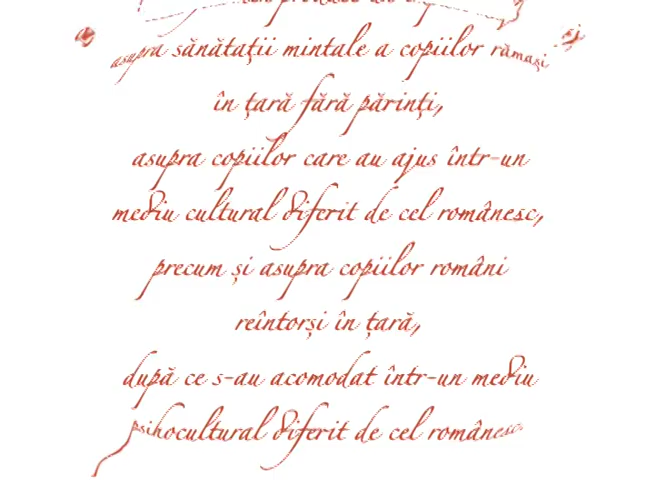 asupra sănătații mintale a copiilor rămași
în țară fără părinți,
asupra copiilor care au ajus într-un
mediu cultural diferit de cel românesc,
precum și asupra copiilor români
reîntorși în țară,
după ce s-au acomodat într-un mediu
psihocultural diferit de cel românesc